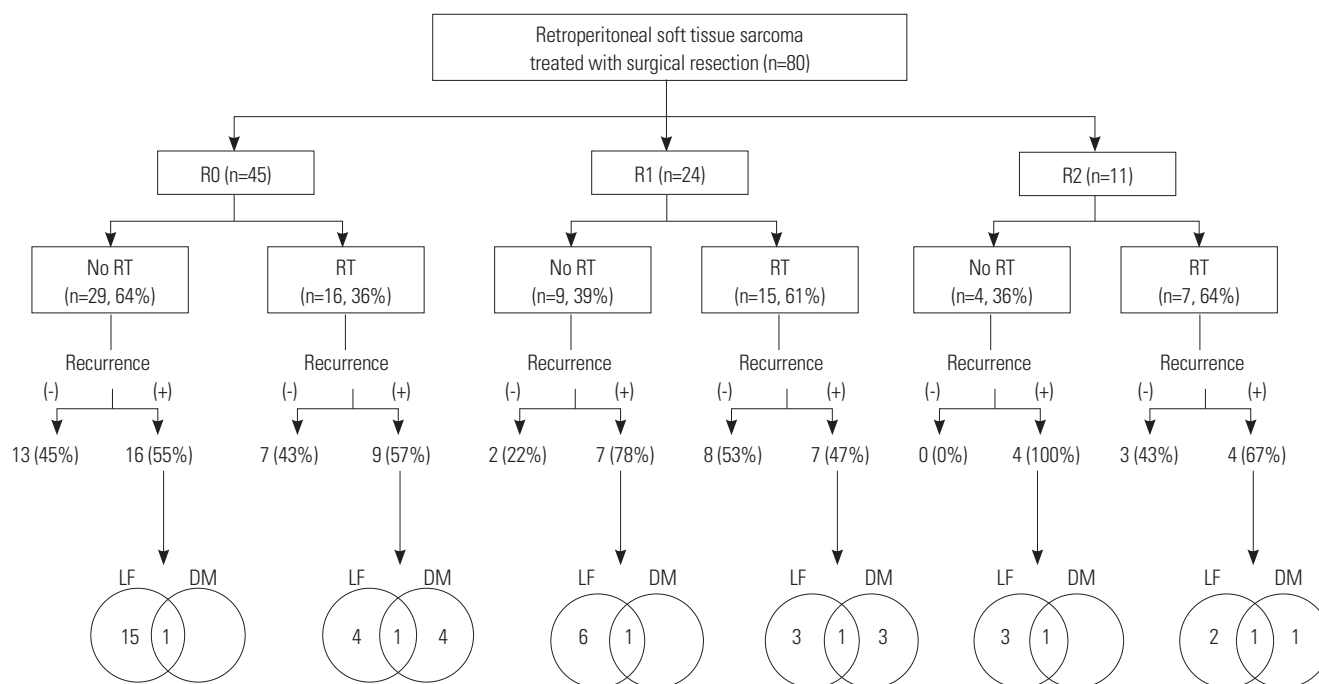 Retroperitoneal soft tissue sarcoma
treated with surgical resection (n=80)
R0 (n=45)
R1 (n=24)
R2 (n=11)
No RT
(n=29, 64%)
RT
(n=16, 36%)
No RT
(n=9, 39%)
RT
(n=15, 61%)
No RT
(n=4, 36%)
RT
(n=7, 64%)
Recurrence
Recurrence
Recurrence
Recurrence
Recurrence
Recurrence
(-) (+)
(-) (+)
(-) (+)
(-) (+)
(-) (+)
(-) (+)
13 (45%) 16 (55%)
7 (43%) 9 (57%)
2 (22%) 7 (78%)
8 (53%) 7 (47%)
0 (0%) 4 (100%)
3 (43%) 4 (67%)
LF DM
LF DM
LF DM
LF DM
LF DM
LF DM
15 1
4 1 4
6 1
3 1 3
3 1
2 1 1